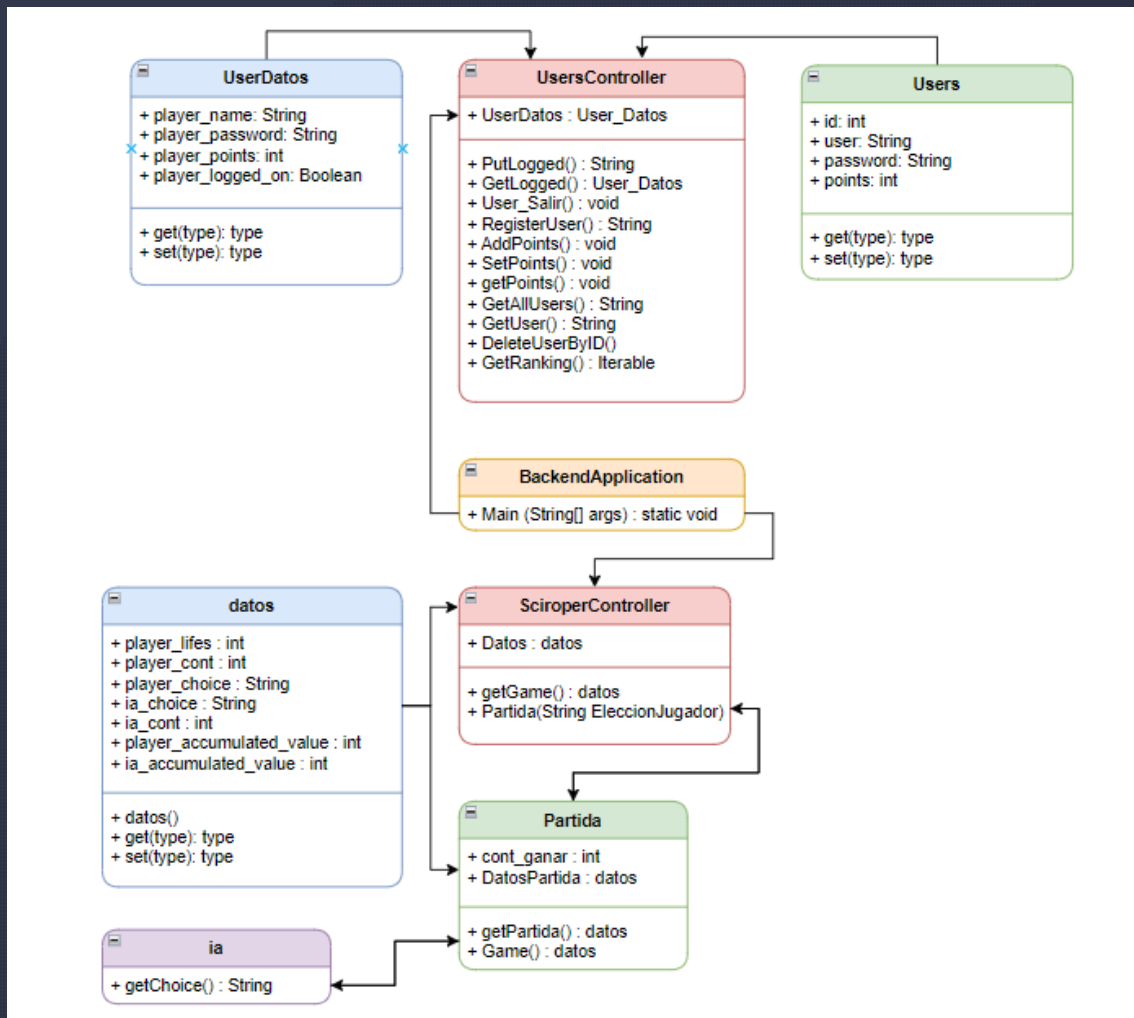 UserDatos
+ player_name: String
+ player_password: String
+ player_points: int
+ player_logged_on: Boolean
+ get(type): type
+ set(type): type
UsersController
+ UserDatos : User_Datos
+ PutLogged() : String
+ GetLogged() : User_Datos
+ User_Salir() : void
+ RegisterUser() : String
+ AddPoints() : void
+ SetPoints() : void
+ getPoints() : void
+ GetAllUsers() : String
+ GetUser() : String
+ DeleteUserByID()
+ GetRanking() : Iterable
Users
+ id: int
+ user: String
+ password: String
+ points: int
+ get(type): type
+ set(type): type
BackendApplication
+ Main (String[] args) : static void
datos
+ player_lifes : int
+ player_cont : int
+ player_choice : String
+ ia_choice : String
+ ia_cont : int
+ player_accumulated_value : int
+ ia_accumulated_value : int
+ datos()
+ get(type): type
+ set(type): type
SciroperController
+ Datos : datos
+ getGame() : datos
+ Partida(String EleccionJugador)
Partida
+ cont_ganar : int
+ DatosPartida : datos
+ getPartida() : datos
+ Game() : datos
ia
+ getChoice() : String